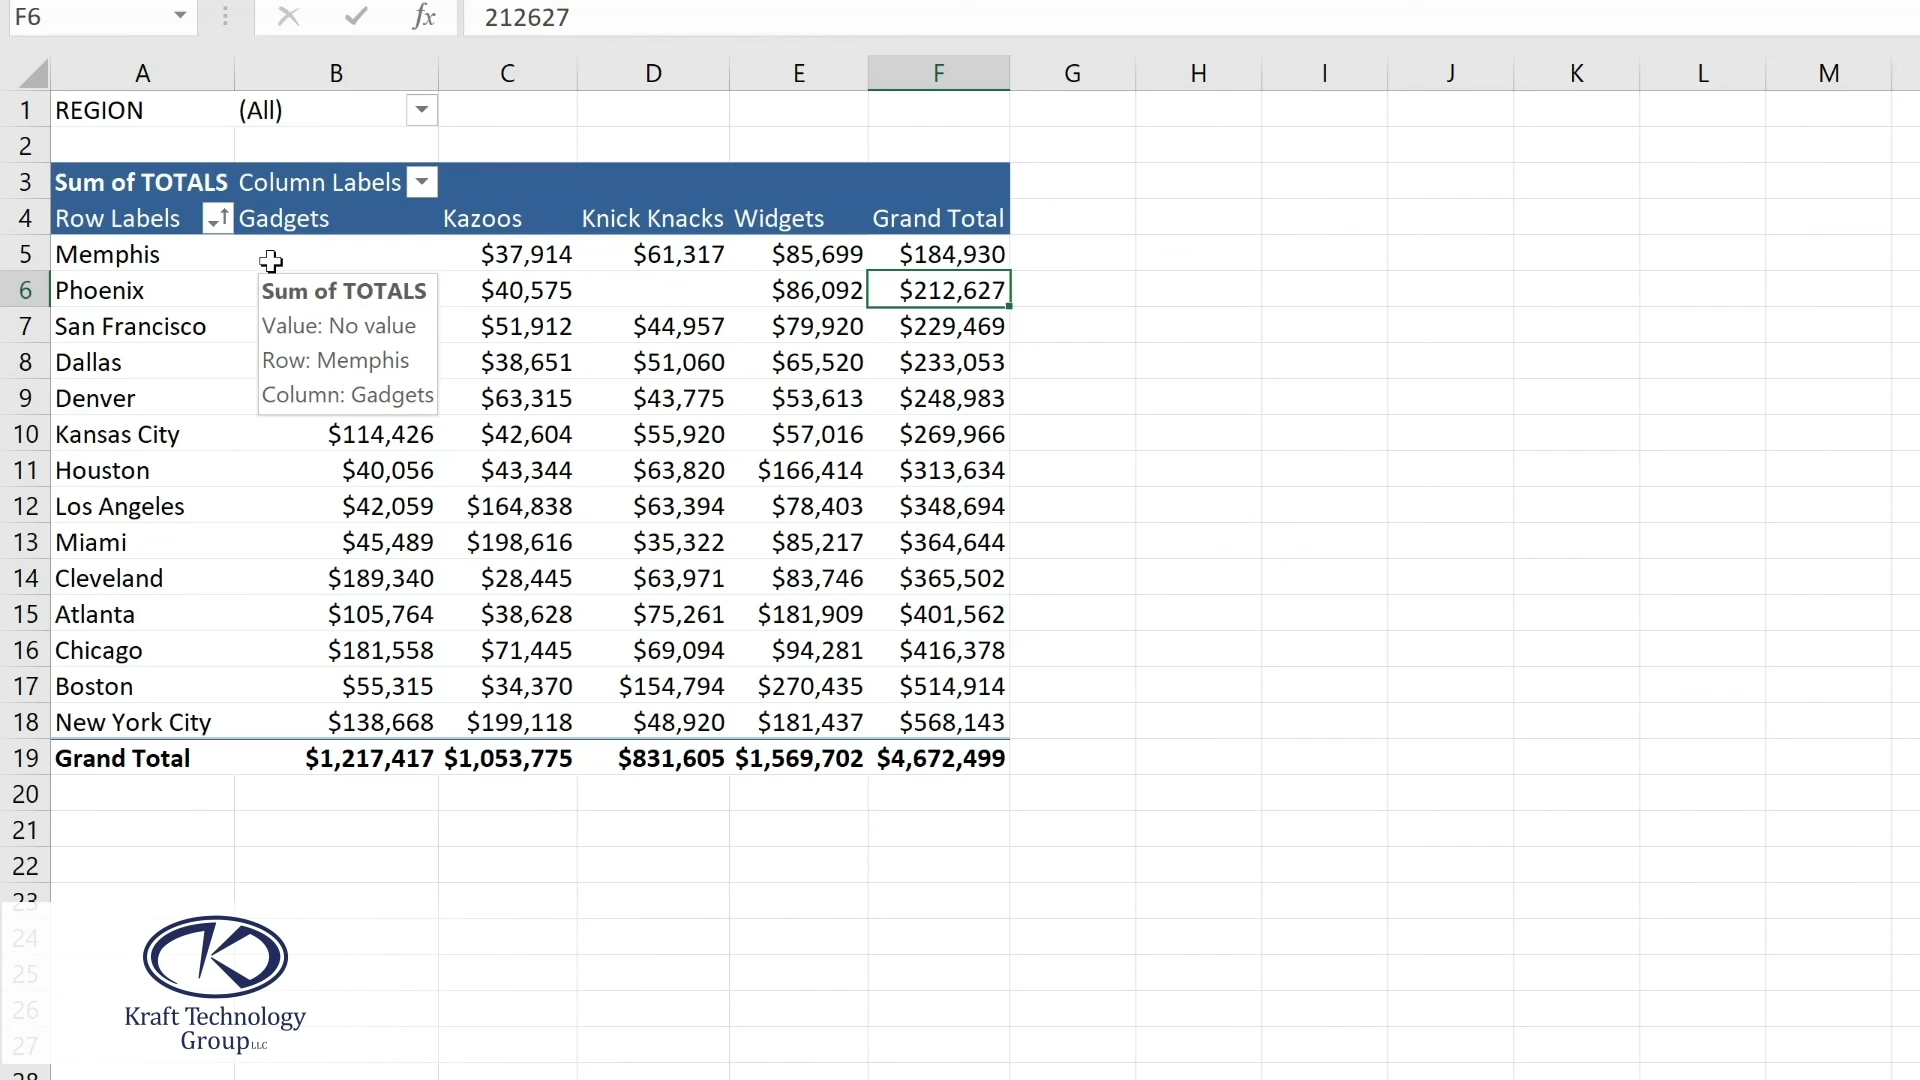 F6 fx 212627
A B C D E F G H I J K L M
1 REGION (All)
2
3 Sum of TOTALS Column Labels
4 Row Labels Gadgets Kazoos Knick Knacks Widgets Grand Total
5 Memphis $37,914 $61,317 $85,699 $184,930
6 Phoenix Sum of TOTALS $40,575 $86,092 $212,627
7 San Francisco Value: No value $51,912 $44,957 $79,920 $229,469
8 Dallas Row: Memphis $38,651 $51,060 $65,520 $233,053
9 Denver Column: Gadgets $63,315 $43,775 $53,613 $248,983
10 Kansas City $114,426 $42,604 $55,920 $57,016 $269,966
11 Houston $40,056 $43,344 $63,820 $166,414 $313,634
12 Los Angeles $42,059 $164,838 $63,394 $78,403 $348,694
13 Miami $45,489 $198,616 $35,322 $85,217 $364,644
14 Cleveland $189,340 $28,445 $63,971 $83,746 $365,502
15 Atlanta $105,764 $38,628 $75,261 $181,909 $401,562
16 Chicago $181,558 $71,445 $69,094 $94,281 $416,378
17 Boston $55,315 $34,370 $154,794 $270,435 $514,914
18 New York City $138,668 $199,118 $48,920 $181,437 $568,143
19 Grand Total $1,217,417 $1,053,775 $831,605 $1,569,702 $4,672,499
20
21
22
23
24
25
26
27
28
Kraft Technology
Group LLC